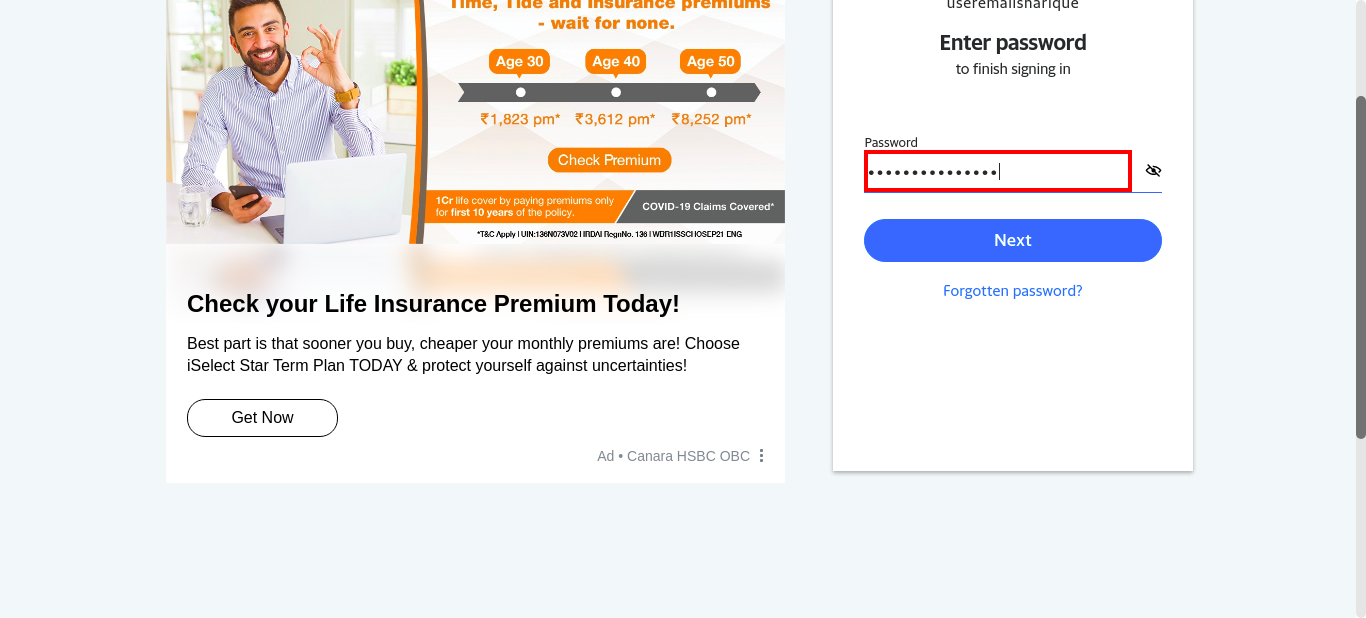 Time, Tide and Insurance premiums
- wait for none.
Age 30 Age 40 Age 50
₹1,823 pm* ₹3,612 pm* ₹8,252 pm*
Check Premium
1Cr life cover by paying premiums only
for first 10 years of the policy.
COVID-19 Claims Covered*
*T&C Apply | UIN:136N073V02 | IRDAI RegnNo. 136 |
Check your Life Insurance Premium Today!
Best part is that sooner you buy, cheaper your monthly premiums are! Choose
iSelect Star Term Plan TODAY & protect yourself against uncertainties!
Get Now
Ad • Canara HSBC OBC
useremailsharique
Enter password
to finish signing in
Password
•••••••••••••••
Next
Forgotten password?